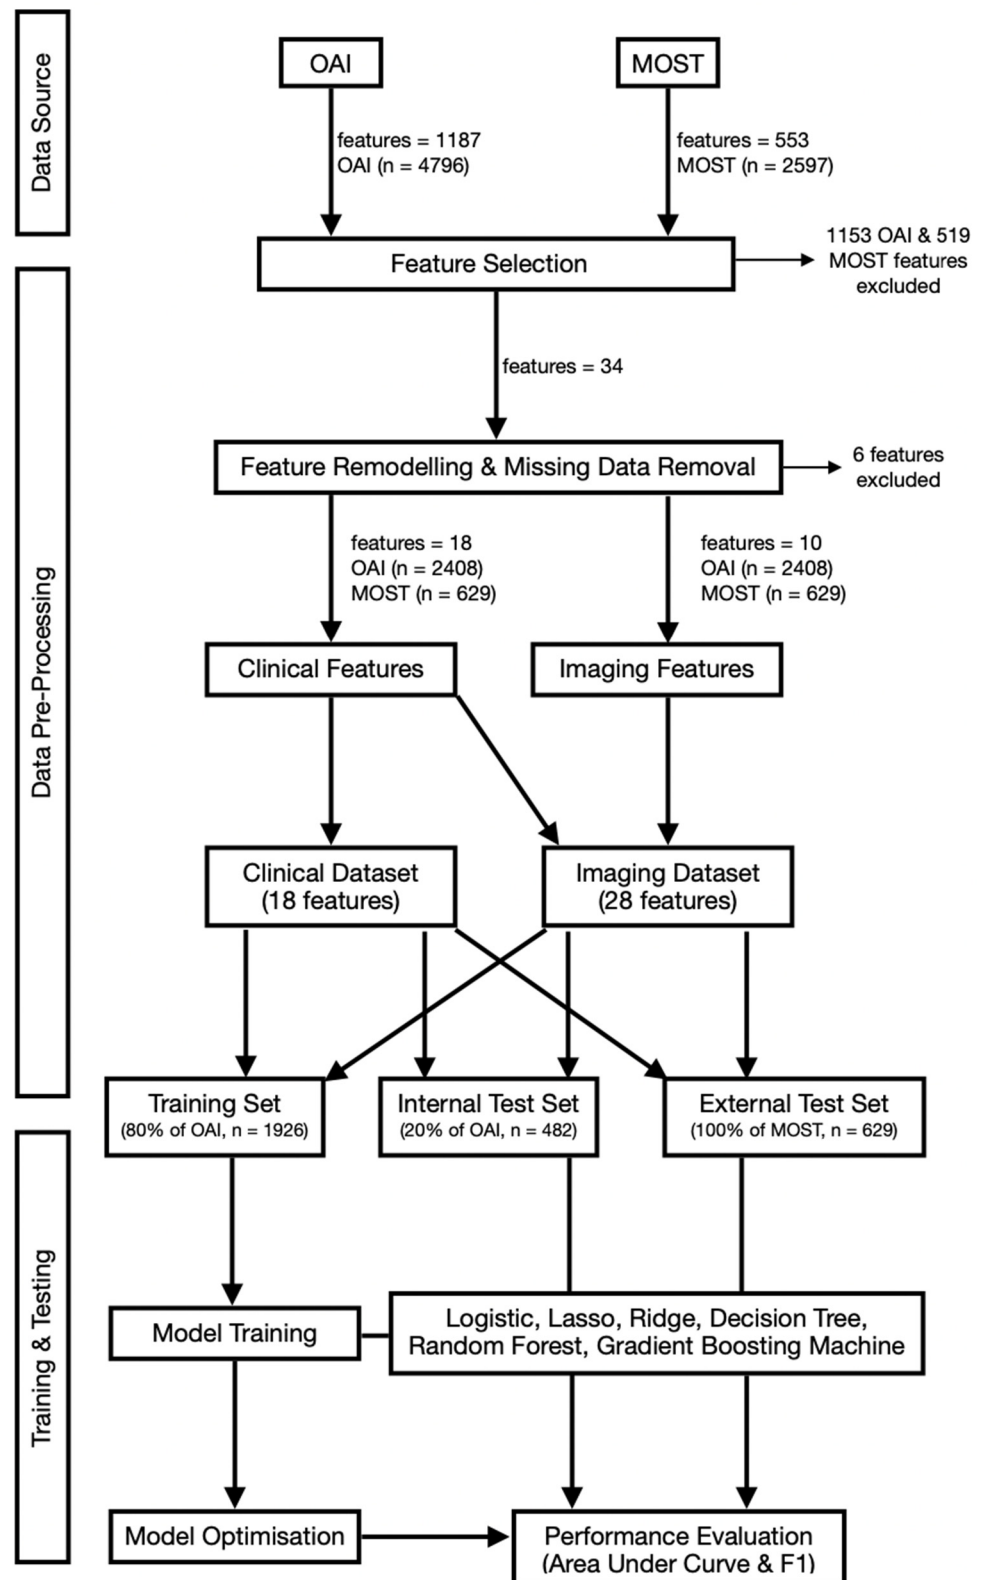 Data Source
OAI
MOST
features = 1187
OAI (n = 4796)
features = 553
MOST (n = 2597)
Feature Selection
1153 OAI & 519
MOST features
excluded
Data Pre-Processing
features = 34
Feature Remodelling & Missing Data Removal
6 features
excluded
features = 18
OAI (n = 2408)
MOST (n = 629)
features = 10
OAI (n = 2408)
MOST (n = 629)
Clinical Features
Imaging Features
Clinical Dataset
(18 features)
Imaging Dataset
(28 features)
Training Set
(80% of OAI, n = 1926)
Internal Test Set
(20% of OAI, n = 482)
External Test Set
(100% of MOST, n = 629)
Training & Testing
Model Training
Logistic, Lasso, Ridge, Decision Tree,
Random Forest, Gradient Boosting Machine
Model Optimisation
Performance Evaluation
(Area Under Curve & F1)